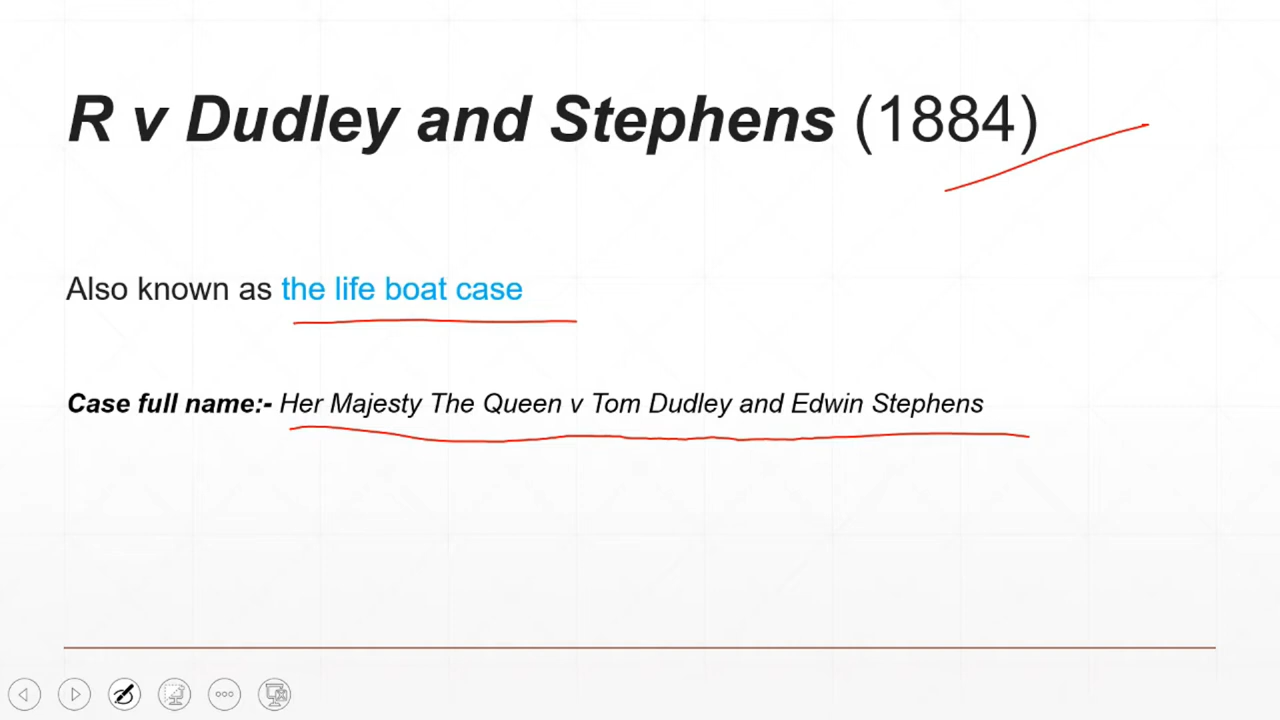 R v Dudley and Stephens (1884)
Also known as the life boat case
Case full name:- Her Majesty The Queen v Tom Dudley and Edwin Stephens